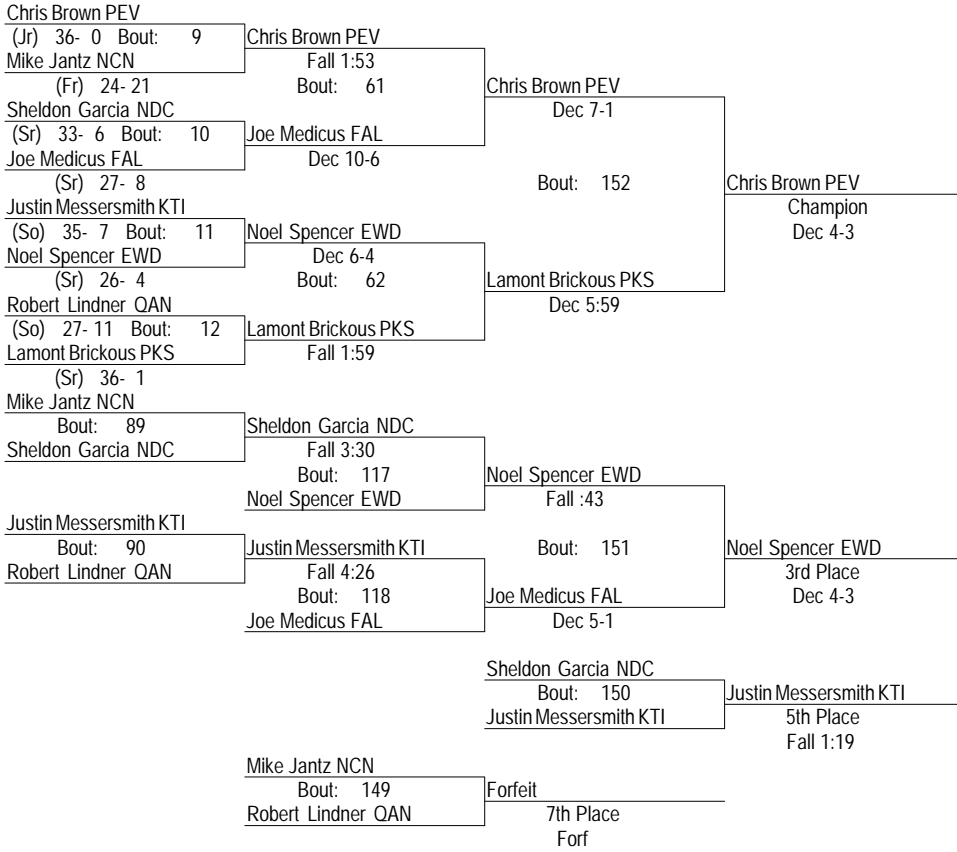 Chris Brown PEV
(Jr) 36- 0 Bout: 9 Chris Brown PEV
Mike Jantz NCN Fall 1:53
(Fr) 24- 21 Bout: 61 Chris Brown PEV
Sheldon Garcia NDC Dec 7-1
(Sr) 33- 6 Bout: 10 Joe Medicus FAL
Joe Medicus FAL Dec 10-6
(Sr) 27- 8 Bout: 152 Chris Brown PEV
Justin Messersmith KTI Champion
(So) 35- 7 Bout: 11 Noel Spencer EWD Dec 4-3
Noel Spencer EWD Dec 6-4
(Sr) 26- 4 Bout: 62 Lamont Brickous PKS
Robert Lindner QAN Dec 5:59
(So) 27- 11 Bout: 12 Lamont Brickous PKS
Lamont Brickous PKS Fall 1:59
(Sr) 36- 1
Mike Jantz NCN
Bout: 89 Sheldon Garcia NDC
Sheldon Garcia NDC Fall 3:30
Bout: 117 Noel Spencer EWD
Noel Spencer EWD Fall :43
Justin Messersmith KTI
Bout: 90 Justin Messersmith KTI Bout: 151 Noel Spencer EWD
Robert Lindner QAN Fall 4:26 3rd Place
Bout: 118 Joe Medicus FAL Dec 4-3
Joe Medicus FAL Dec 5-1
Sheldon Garcia NDC
Bout: 150 Justin Messersmith KTI
Justin Messersmith KTI 5th Place
Fall 1:19
Mike Jantz NCN
Bout: 149 Forfeit
Robert Lindner QAN 7th Place
Forf